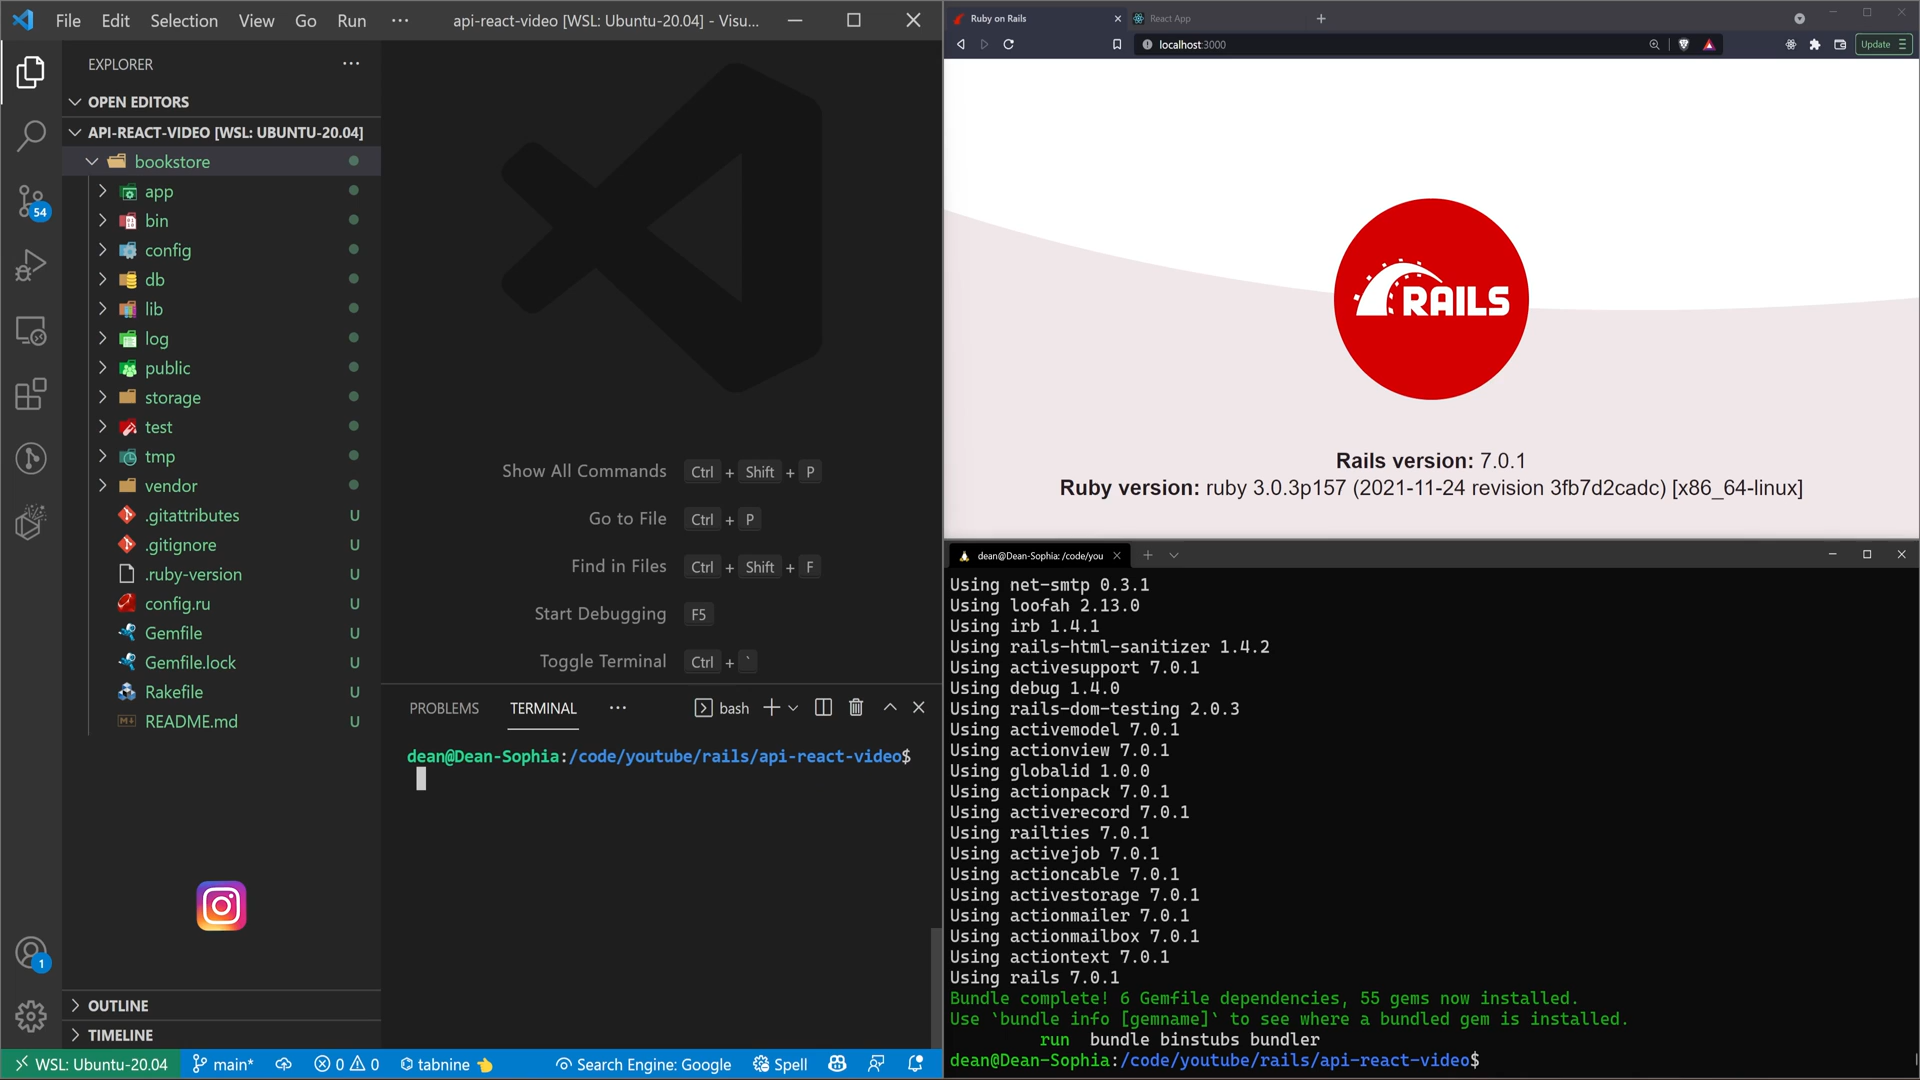 File Edit Selection View Go Run ··· api-react-video [WSL: Ubuntu-20.04] - Visu...
EXPLORER ···
OPEN EDITORS
API-REACT-VIDEO [WSL: UBUNTU-20.04]
bookstore
app
bin
config
db
lib
log
public
storage
test
tmp
vendor
.gitattributes U
.gitignore U
.ruby-version U
config.ru U
Gemfile U
Gemfile.lock U
Rakefile U
README.md U
OUTLINE
TIMELINE
54
1
Show All Commands Ctrl + Shift + P
Go to File Ctrl + P
Find in Files Ctrl + Shift + F
Start Debugging F5
Toggle Terminal Ctrl + `
PROBLEMS TERMINAL ··· bash
dean@Dean-Sophia:/code/youtube/rails/api-react-video$
WSL: Ubuntu-20.04 main* 0 0 tabnine Search Engine: Google Spell
Ruby on Rails React App
localhost:3000 Update
RAILS
Rails version: 7.0.1
Ruby version: ruby 3.0.3p157 (2021-11-24 revision 3fb7d2cadc) [x86_64-linux]
dean@Dean-Sophia: /code/you
Using net-smtp 0.3.1
Using loofah 2.13.0
Using irb 1.4.1
Using rails-html-sanitizer 1.4.2
Using activesupport 7.0.1
Using debug 1.4.0
Using rails-dom-testing 2.0.3
Using activemodel 7.0.1
Using actionview 7.0.1
Using globalid 1.0.0
Using actionpack 7.0.1
Using activerecord 7.0.1
Using railties 7.0.1
Using activejob 7.0.1
Using actioncable 7.0.1
Using activestorage 7.0.1
Using actionmailer 7.0.1
Using actionmailbox 7.0.1
Using actiontext 7.0.1
Using rails 7.0.1
Bundle complete! 6 Gemfile dependencies, 55 gems now installed.
Use `bundle info [gemname]` to see where a bundled gem is installed.
run bundle binstubs bundler
dean@Dean-Sophia:/code/youtube/rails/api-react-video$